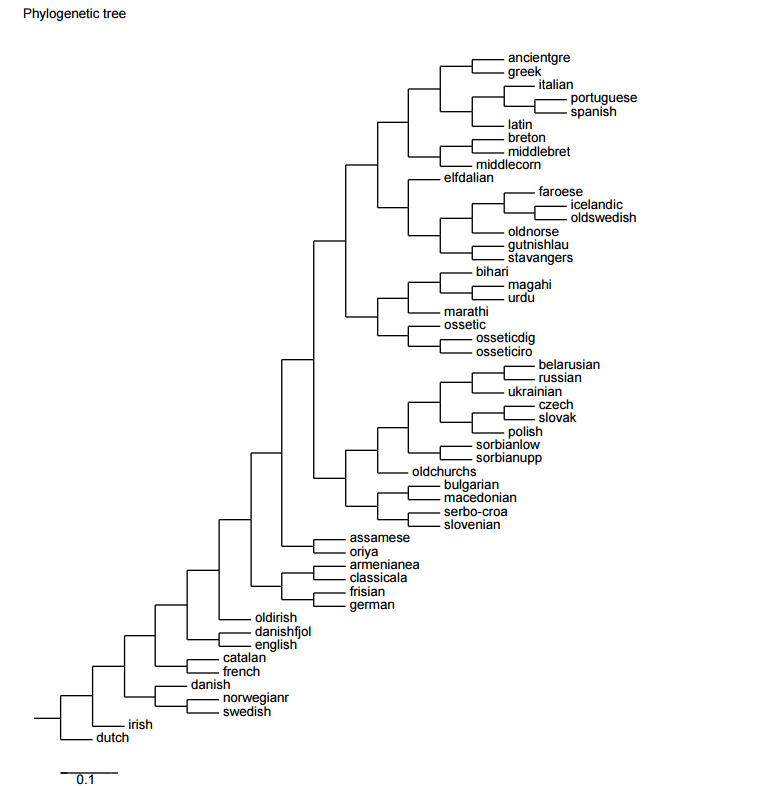 Phylogenetic tree
ancientgre
greek
italian
portuguese
spanish
latin
breton
middlebret
middlecorn
elfdalian
faroese
icelandic
oldswedish
oldnorse
gutnishlau
stavangers
bihari
magahi
urdu
marathi
ossetic
osseticdig
osseticiro
belarusian
russian
ukrainian
czech
slovak
polish
sorbianlow
sorbianupp
oldchurchs
bulgarian
macedonian
serbo-croa
slovenian
assamese
oriya
armenianea
classicala
frisian
german
oldirish
danishfjol
english
catalan
french
danish
norwegianr
swedish
irish
dutch
0.1